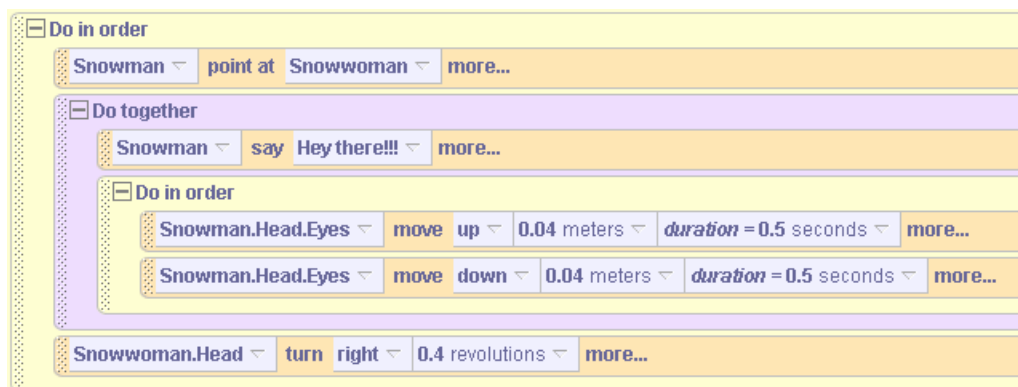 Do in order
Snowman point at Snowwoman more...
Do together
Snowman say Hey there!!! more...
Do in order
Snowman.Head.Eyes move up 0.04 meters duration = 0.5 seconds more...
Snowman.Head.Eyes move down 0.04 meters duration = 0.5 seconds more...
Snowwoman.Head turn right 0.4 revolutions more...